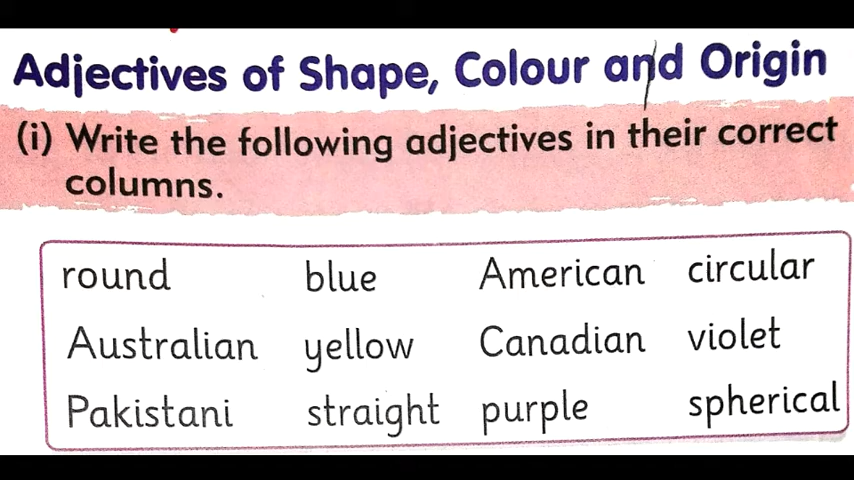 Adjectives of Shape, Colour and Origin
(i) Write the following adjectives in their correct
columns.
round blue American circular
Australian yellow Canadian violet
Pakistani straight purple spherical